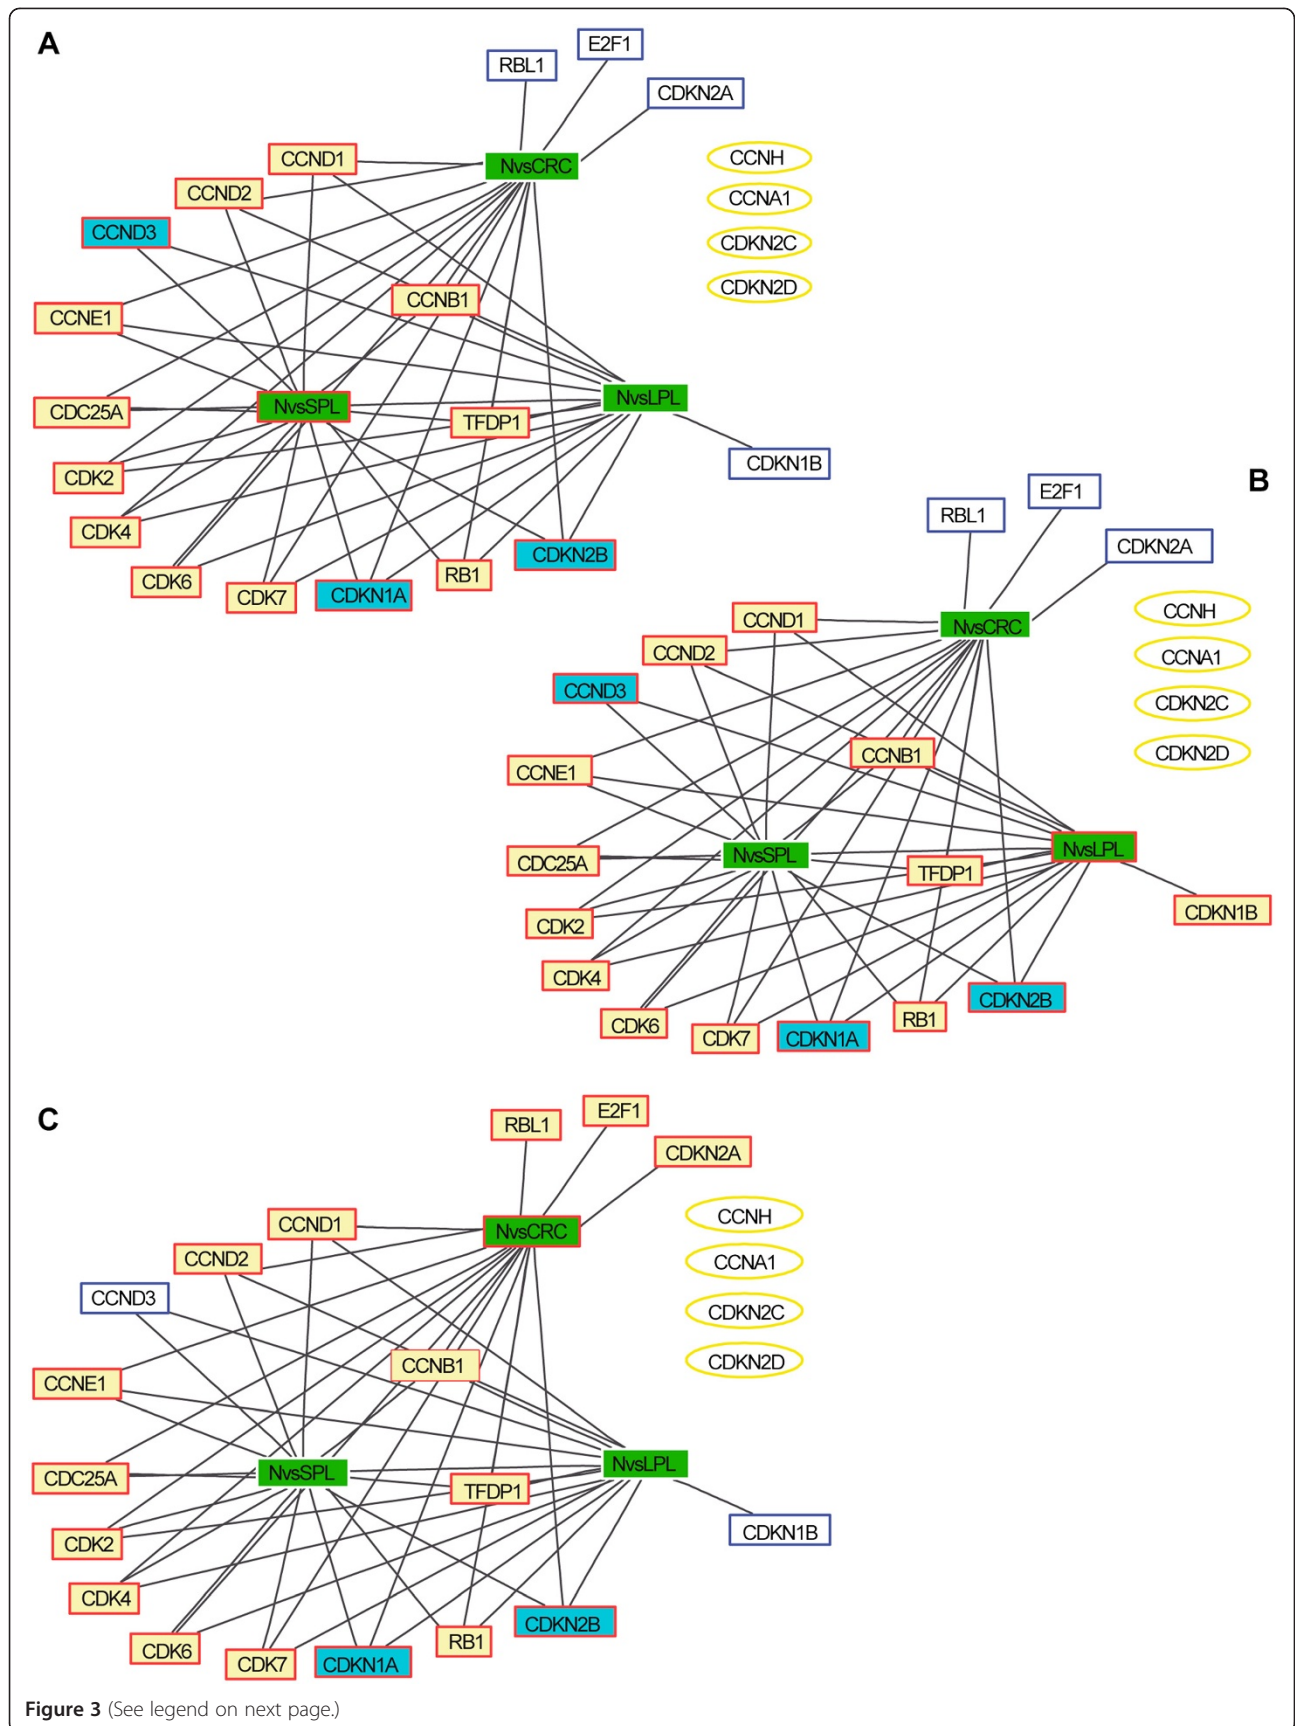 A
E2F1
RBL1
CDKN2A
CCND1
NvsCRC
CCNH
CCND2
CCNA1
CCND3
CDKN2C
CDKN2D
CCNB1
CCNE1
NvsLPL
NvsSPL
CDC25A
TFDP1
CDKN1B
CDK2
CDK4
CDKN2B
RB1
CDK6
CDK7
CDKN1A
B
E2F1
RBL1
CDKN2A
CCNH
CCND1
NvsCRC
CCND2
CCNA1
CCND3
CDKN2C
CDKN2D
CCNB1
CCNE1
NvsLPL
NvsSPL
CDC25A
TFDP1
CDKN1B
CDK2
CDK4
CDKN2B
RB1
CDK6
CDK7
CDKN1A
C
E2F1
RBL1
CDKN2A
CCNH
CCND1
NvsCRC
CCND2
CCNA1
CCND3
CDKN2C
CDKN2D
CCNB1
CCNE1
NvsLPL
NvsSPL
CDC25A
TFDP1
CDKN1B
CDK2
CDK4
CDKN2B
RB1
CDK6
CDK7
CDKN1A
Figure 3 (See legend on next page.)